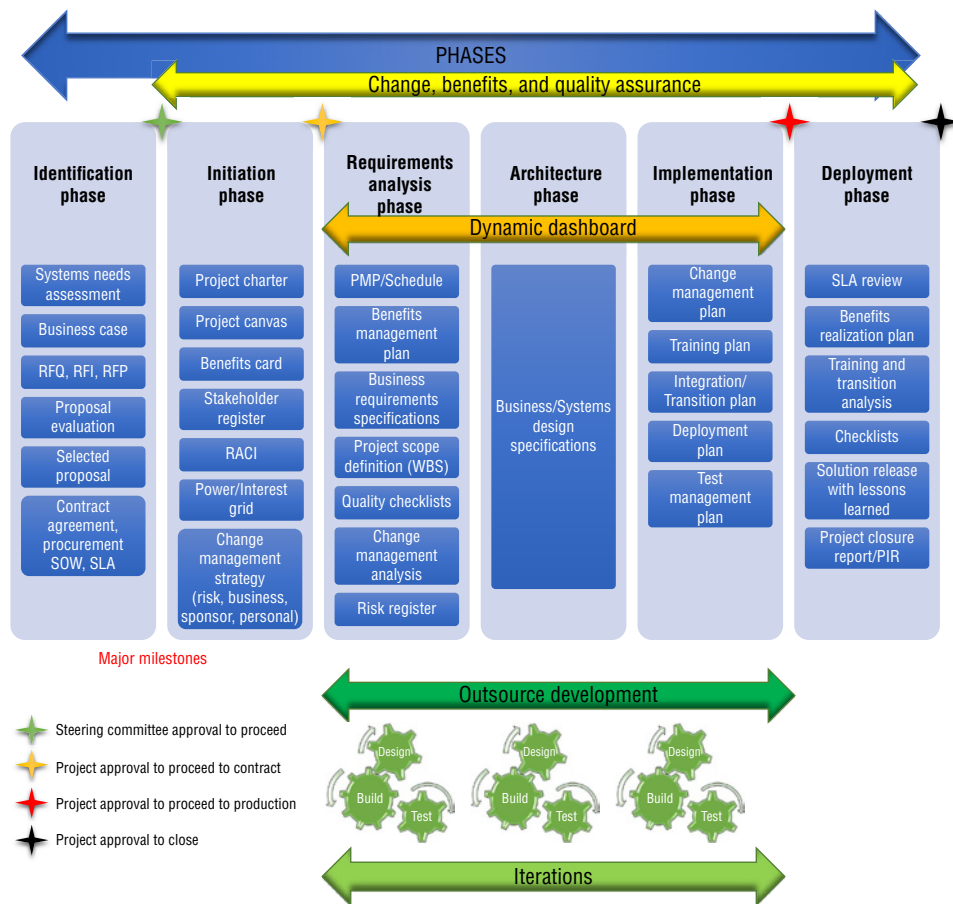 PHASES
Change, benefits, and quality assurance
Identification
phase
Systems needs
assessment
Business case
RFQ, RFI, RFP
Proposal
evaluation
Selected
proposal
Contract
agreement,
procurement
SOW, SLA
Initiation
phase
Project charter
Project canvas
Benefits card
Stakeholder
register
RACI
Power/Interest
grid
Change
management
strategy
(risk, business,
sponsor, personal)
Requirements
analysis
phase
Dynamic dashboard
PMP/Schedule
Benefits
management
plan
Business
requirements
specifications
Project scope
definition (WBS)
Quality checklists
Change
management
analysis
Risk register
Architecture
phase
Business/Systems
design
specifications
Implementation
phase
Change
management
plan
Training plan
Integration/
Transition plan
Deployment
plan
Test
management
plan
Deployment
phase
SLA review
Benefits
realization plan
Training and
transition
analysis
Checklists
Solution release
with lessons
learned
Project closure
report/PIR
Major milestones
Steering committee approval to proceed
Project approval to proceed to contract
Project approval to proceed to production
Project approval to close
Outsource development
Design
Build
Test
Design
Build
Test
Design
Build
Test
Iterations